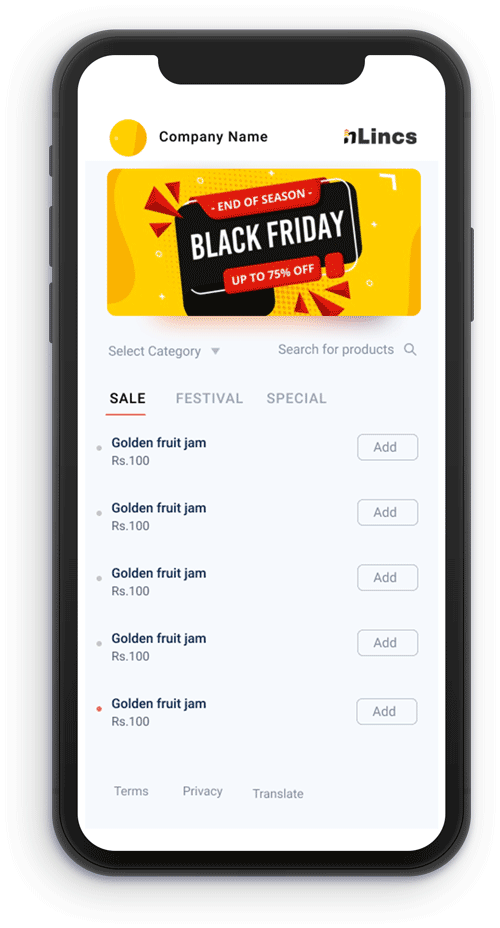 Company Name
nLincs
- END OF SEASON -
BLACK FRIDAY
UP TO 75% OFF
Select Category
Search for products
SALE FESTIVAL SPECIAL
Golden fruit jam
Rs.100
Add
Golden fruit jam
Rs.100
Add
Golden fruit jam
Rs.100
Add
Golden fruit jam
Rs.100
Add
Golden fruit jam
Rs.100
Add
Terms Privacy Translate